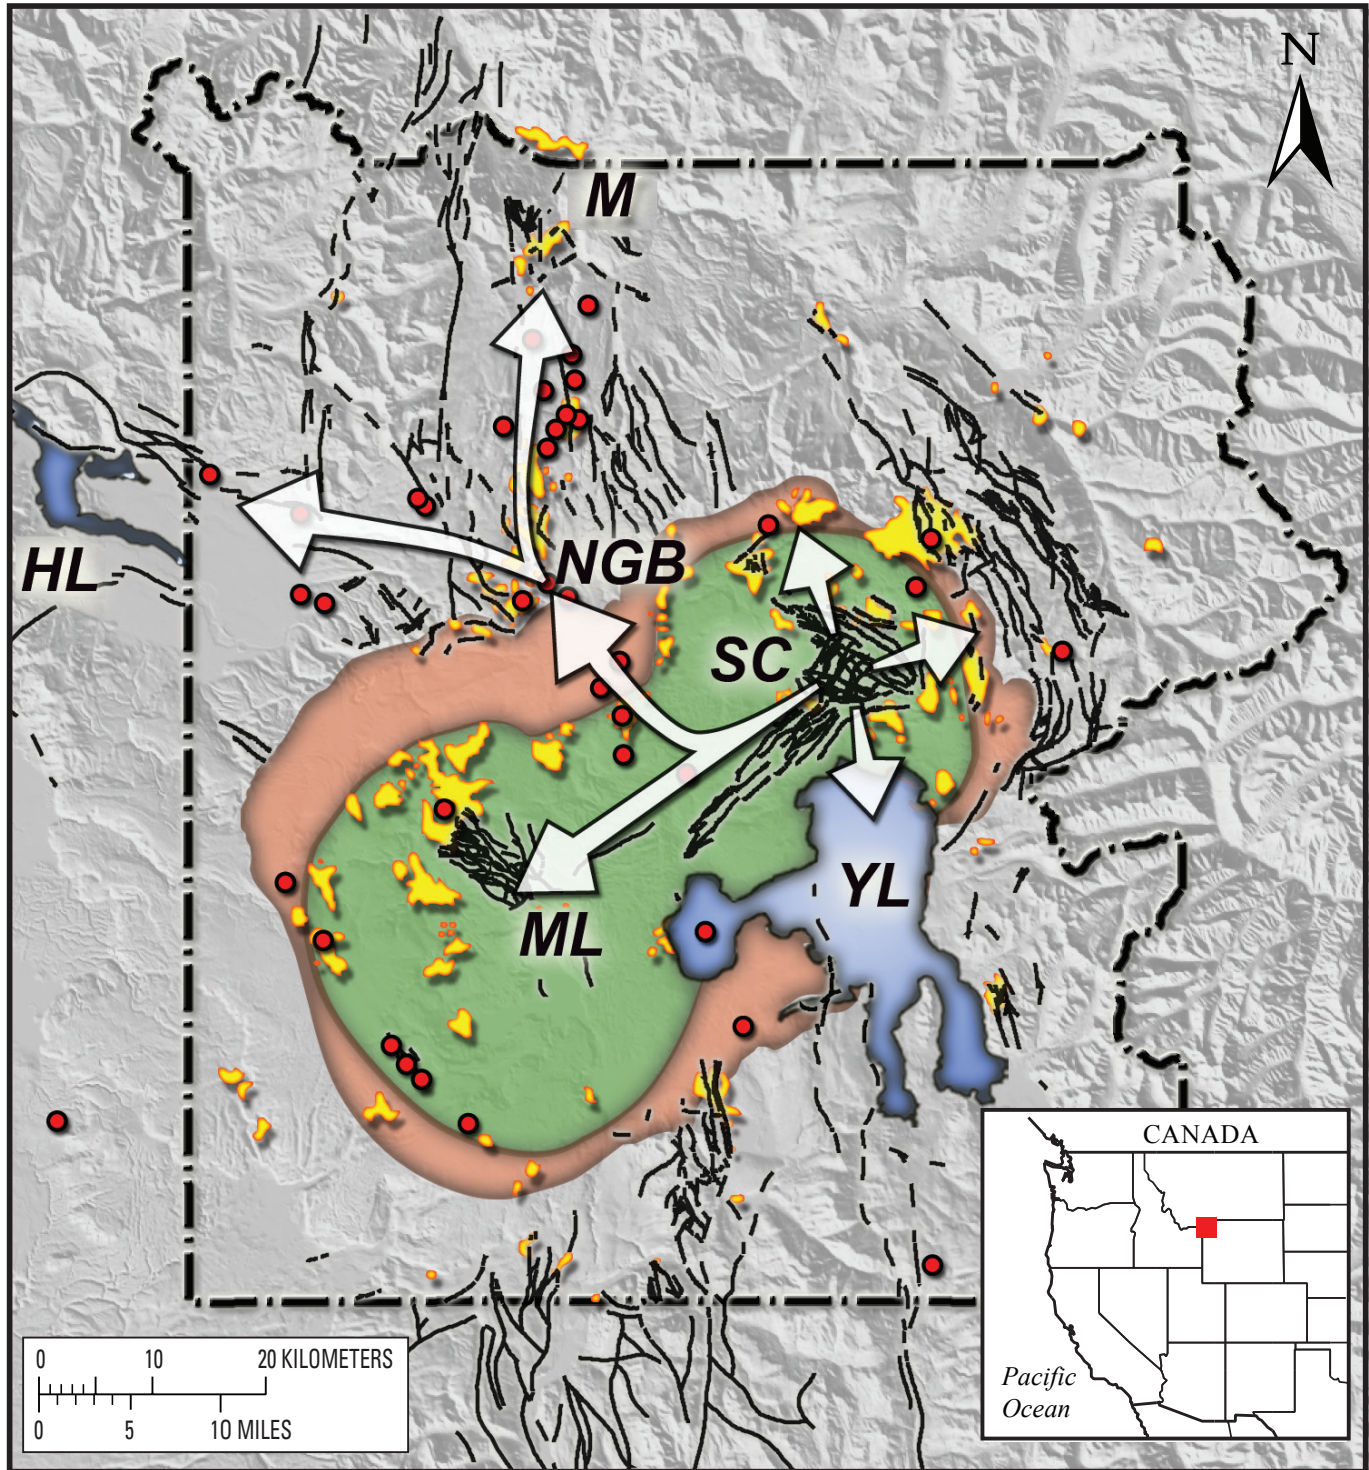 N
M
HL
NGB
SC
YL
ML
CANADA
Pacific
Ocean
0 10 20 KILOMETERS
0 5 10 MILES